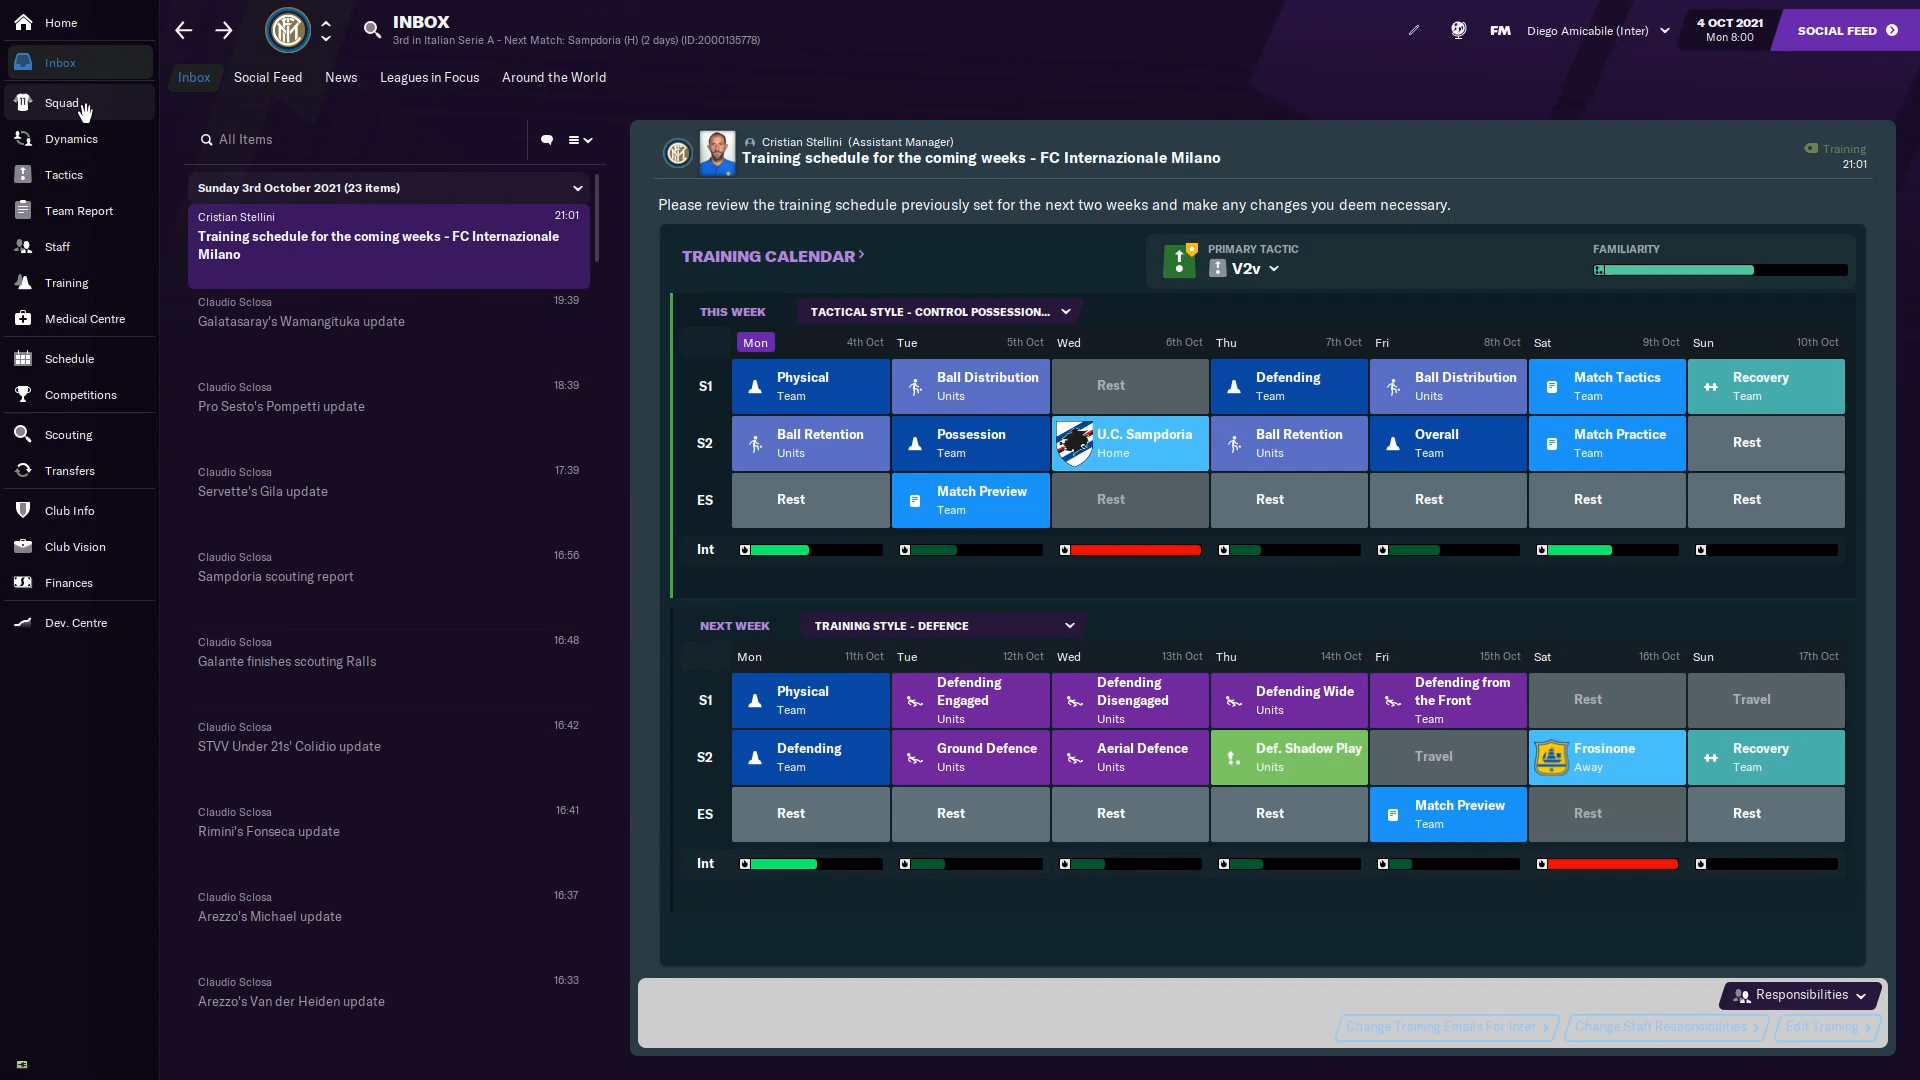 Home
Inbox
Squad
Dynamics
Tactics
Team Report
Staff
Training
Medical Centre
Schedule
Competitions
Scouting
Transfers
Club Info
Club Vision
Finances
Dev. Centre
INBOX
3rd in Italian Serie A - Next Match: Sampdoria (H) (2 days) (ID:2000135778)
FM
Diego Amicabile (Inter)
4 OCT 2021
Mon 8:00
SOCIAL FEED
Inbox Social Feed News Leagues in Focus Around the World
All Items
Sunday 3rd October 2021 (23 items)
Cristian Stellini 21:01
Training schedule for the coming weeks - FC Internazionale
Milano
Claudio Sclosa 19:39
Galatasaray's Wamangituka update
Claudio Sclosa 18:39
Pro Sesto's Pompetti update
Claudio Sclosa 17:39
Servette's Gila update
Claudio Sclosa 16:56
Sampdoria scouting report
Claudio Sclosa 16:48
Galante finishes scouting Ralls
Claudio Sclosa 16:42
STVV Under 21s' Colidio update
Claudio Sclosa 16:41
Rimini's Fonseca update
Claudio Sclosa 16:37
Arezzo's Michael update
Claudio Sclosa 16:33
Arezzo's Van der Heiden update
Cristian Stellini (Assistant Manager)
Training schedule for the coming weeks - FC Internazionale Milano
Training
21:01
Please review the training schedule previously set for the next two weeks and make any changes you deem necessary.
TRAINING CALENDAR
PRIMARY TACTIC
V2v
FAMILIARITY
THIS WEEK TACTICAL STYLE - CONTROL POSSESSION...
Mon 4th Oct Tue 5th Oct Wed 6th Oct Thu 7th Oct Fri 8th Oct Sat 9th Oct Sun 10th Oct
S1 Physical Ball Distribution Rest Defending Ball Distribution Match Tactics Recovery
Team Units Team Units Team Team
S2 Ball Retention Possession U.C. Sampdoria Ball Retention Overall Match Practice Rest
Units Team Home Units Team Team
ES Rest Match Preview Rest Rest Rest Rest Rest
Team
Int
NEXT WEEK TRAINING STYLE - DEFENCE
Mon 11th Oct Tue 12th Oct Wed 13th Oct Thu 14th Oct Fri 15th Oct Sat 16th Oct Sun 17th Oct
S1 Physical Defending Engaged Defending Disengaged Defending Wide Defending from the Front Rest Travel
Team Units Units Units Team
S2 Defending Ground Defence Aerial Defence Def. Shadow Play Travel Frosinone Recovery
Team Units Units Units Away Team
ES Rest Rest Rest Rest Match Preview Rest Rest
Team
Int
Responsibilities
Change Training Emails For Inter Change Staff Responsibilities Edit Training